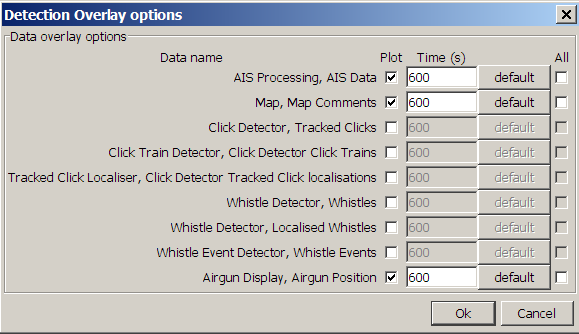 Detection Overlay options
Data overlay options
Data name Plot Time (s) All
AIS Processing, AIS Data 600 default
Map, Map Comments 600 default
Click Detector, Tracked Clicks 600 default
Click Train Detector, Click Detector Click Trains 600 default
Tracked Click Localiser, Click Detector Tracked Click localisations 600 default
Whistle Detector, Whistles 600 default
Whistle Detector, Localised Whistles 600 default
Whistle Event Detector, Whistle Events 600 default
Airgun Display, Airgun Position 600 default
Ok Cancel